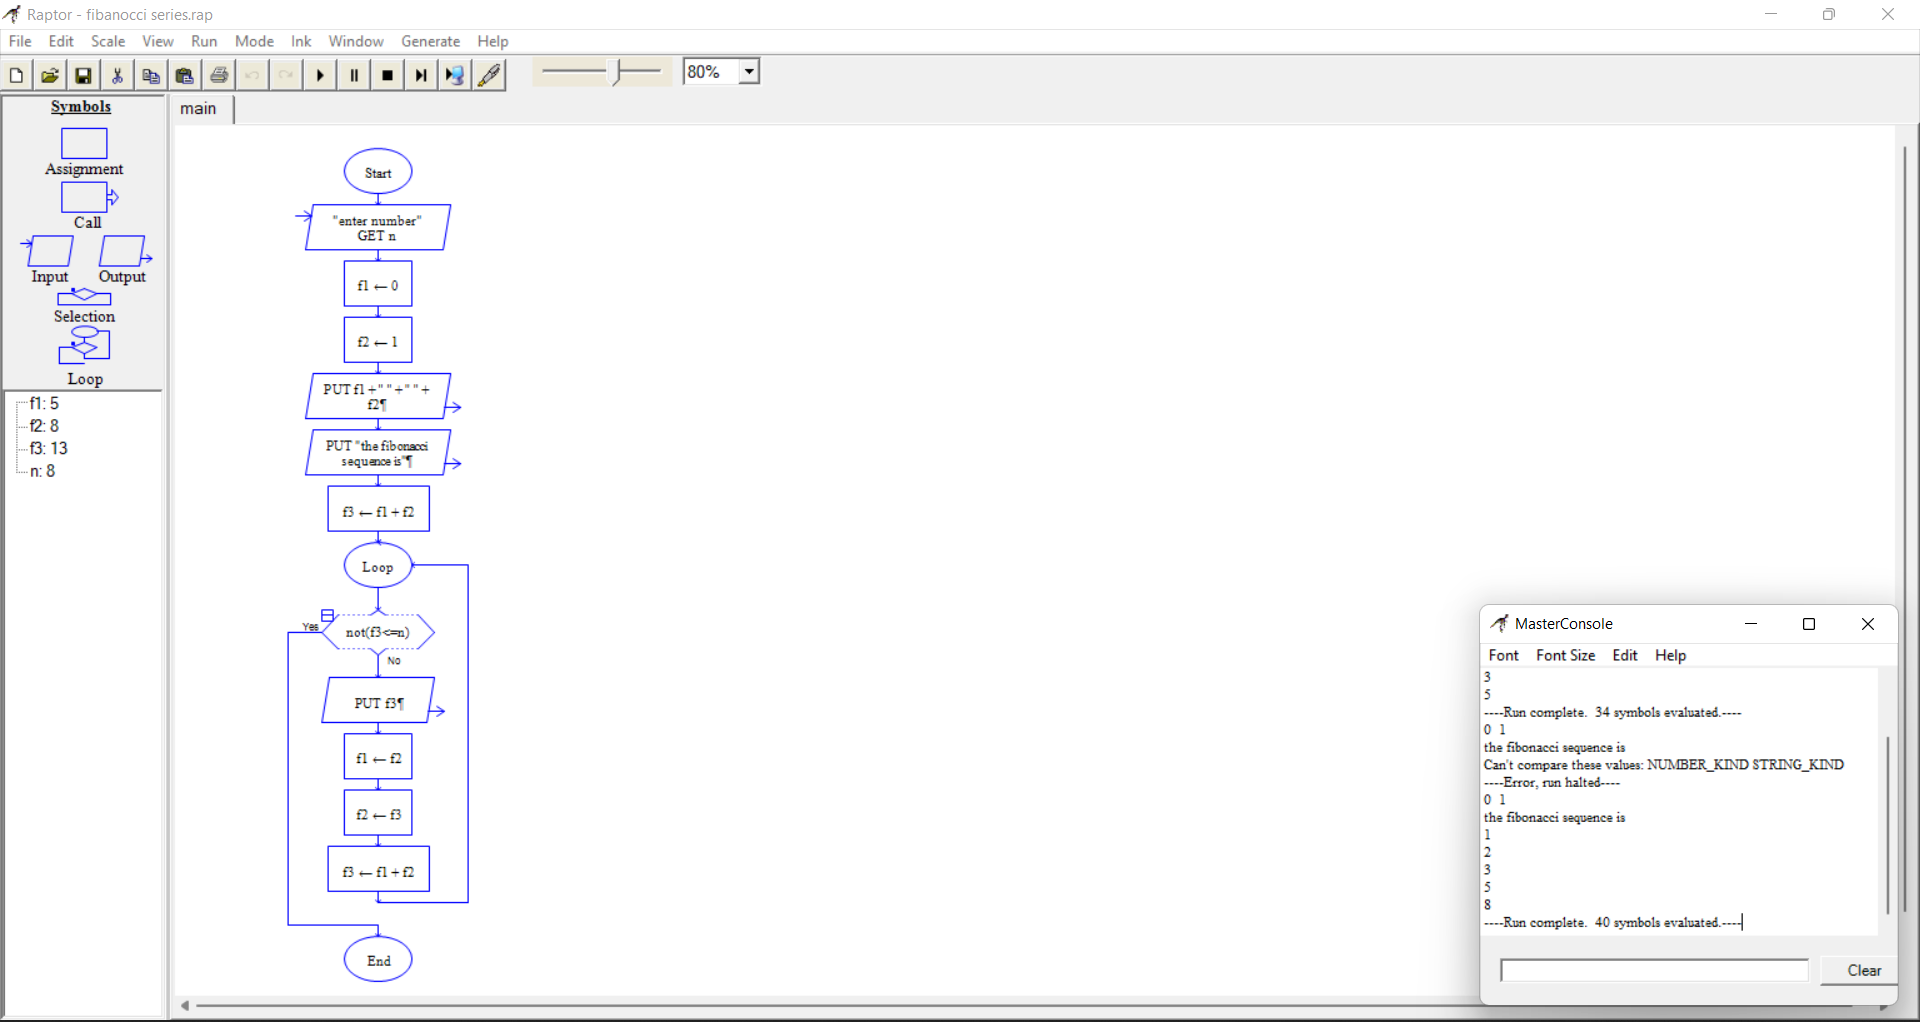 Raptor - fibanocci series.rap
File Edit Scale View Run Mode Ink Window Generate Help
80%
Symbols
Assignment
Call
Input Output
Selection
Loop
f1: 5
f2: 8
f3: 13
n: 8
main
Start
"enter number"
GET n
f1 ← 0
f2 ← 1
PUT f1 +" "+" "+
f2¶
PUT "the fibonacci
sequence is"¶
f3 ← f1 + f2
Loop
Yes
not(f3<=n)
No
PUT f3¶
f1 ← f2
f2 ← f3
f3 ← f1 + f2
End
MasterConsole
Font Font Size Edit Help
3
5
----Run complete. 34 symbols evaluated.----
0 1
the fibonacci sequence is
Can't compare these values: NUMBER_KIND STRING_KIND
----Error, run halted----
0 1
the fibonacci sequence is
1
2
3
5
8
----Run complete. 40 symbols evaluated.----
Clear